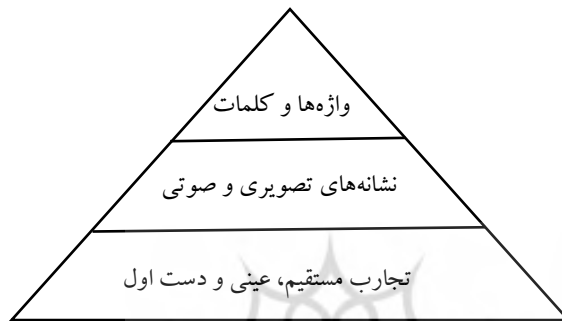 واژه‌ها و کلمات
نشانه‌های تصویری و صوتی
تجارب مستقیم، عینی و دست اول